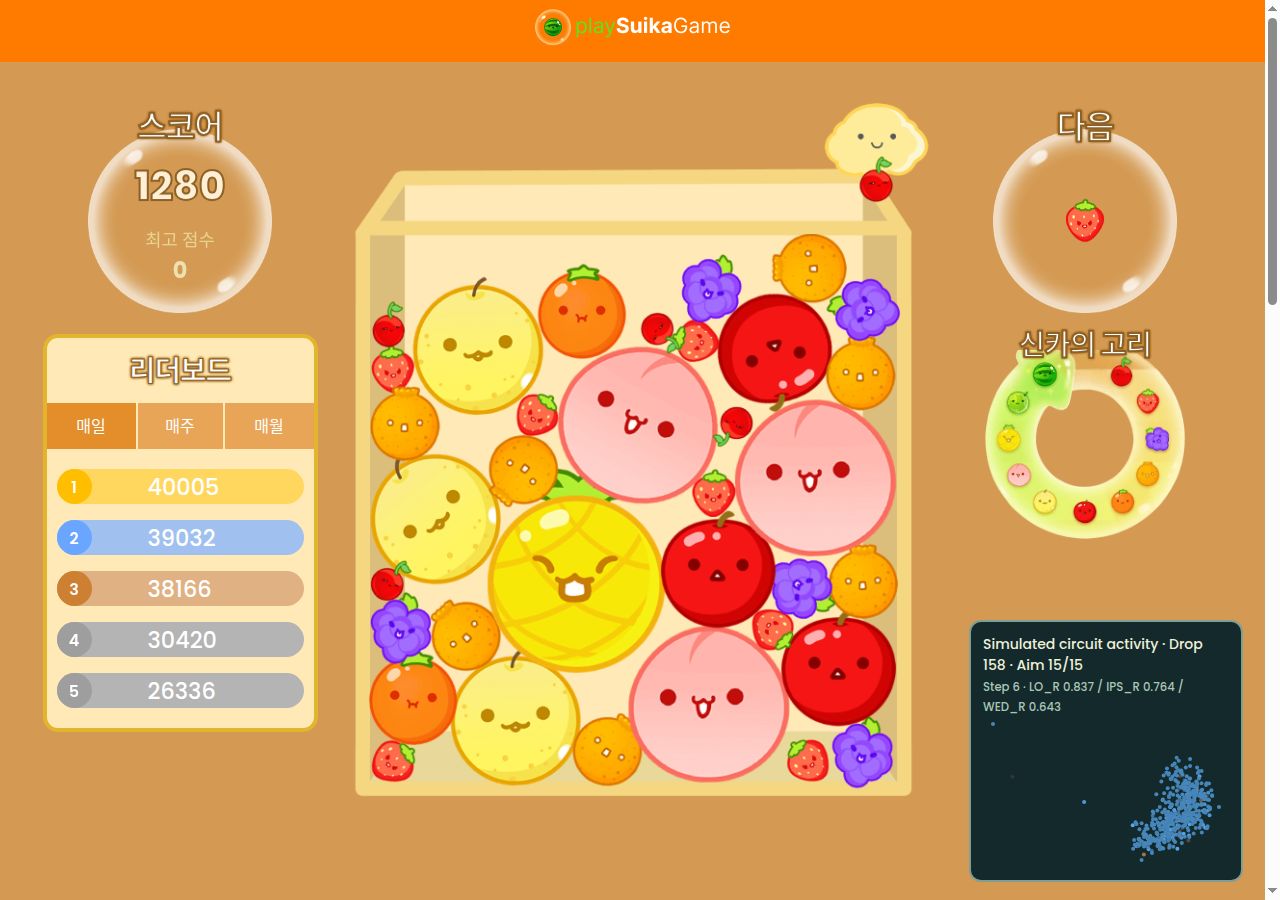 playSuikaGame
스코어
1280
최고 점수
0
리더보드
매일 매주 매월
1 40005
2 39032
3 38166
4 30420
5 26336
다음
신카의 고리
Simulated circuit activity · Drop
158 · Aim 15/15
Step 6 · LO_R 0.837 / IPS_R 0.764 /
WED_R 0.643